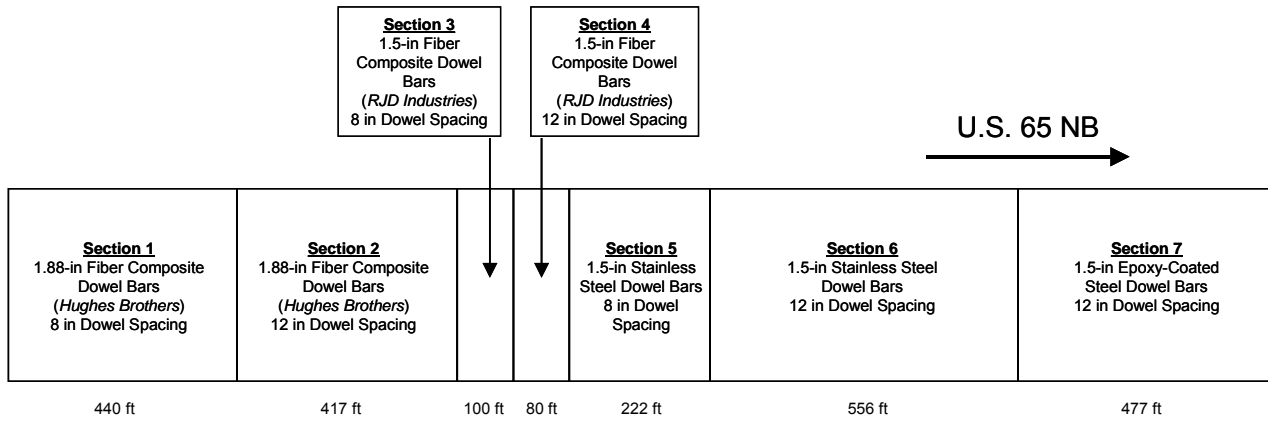 Section 3
1.5-in Fiber
Composite Dowel
Bars
(RJD Industries)
8 in Dowel Spacing
Section 4
1.5-in Fiber
Composite Dowel
Bars
(RJD Industries)
12 in Dowel Spacing
U.S. 65 NB
Section 1
1.88-in Fiber Composite
Dowel Bars
(Hughes Brothers)
8 in Dowel Spacing
Section 2
1.88-in Fiber Composite
Dowel Bars
(Hughes Brothers)
12 in Dowel Spacing
Section 5
1.5-in Stainless
Steel Dowel Bars
8 in Dowel
Spacing
Section 6
1.5-in Stainless Steel
Dowel Bars
12 in Dowel Spacing
Section 7
1.5-in Epoxy-Coated
Steel Dowel Bars
12 in Dowel Spacing
440 ft
417 ft
100 ft
80 ft
222 ft
556 ft
477 ft